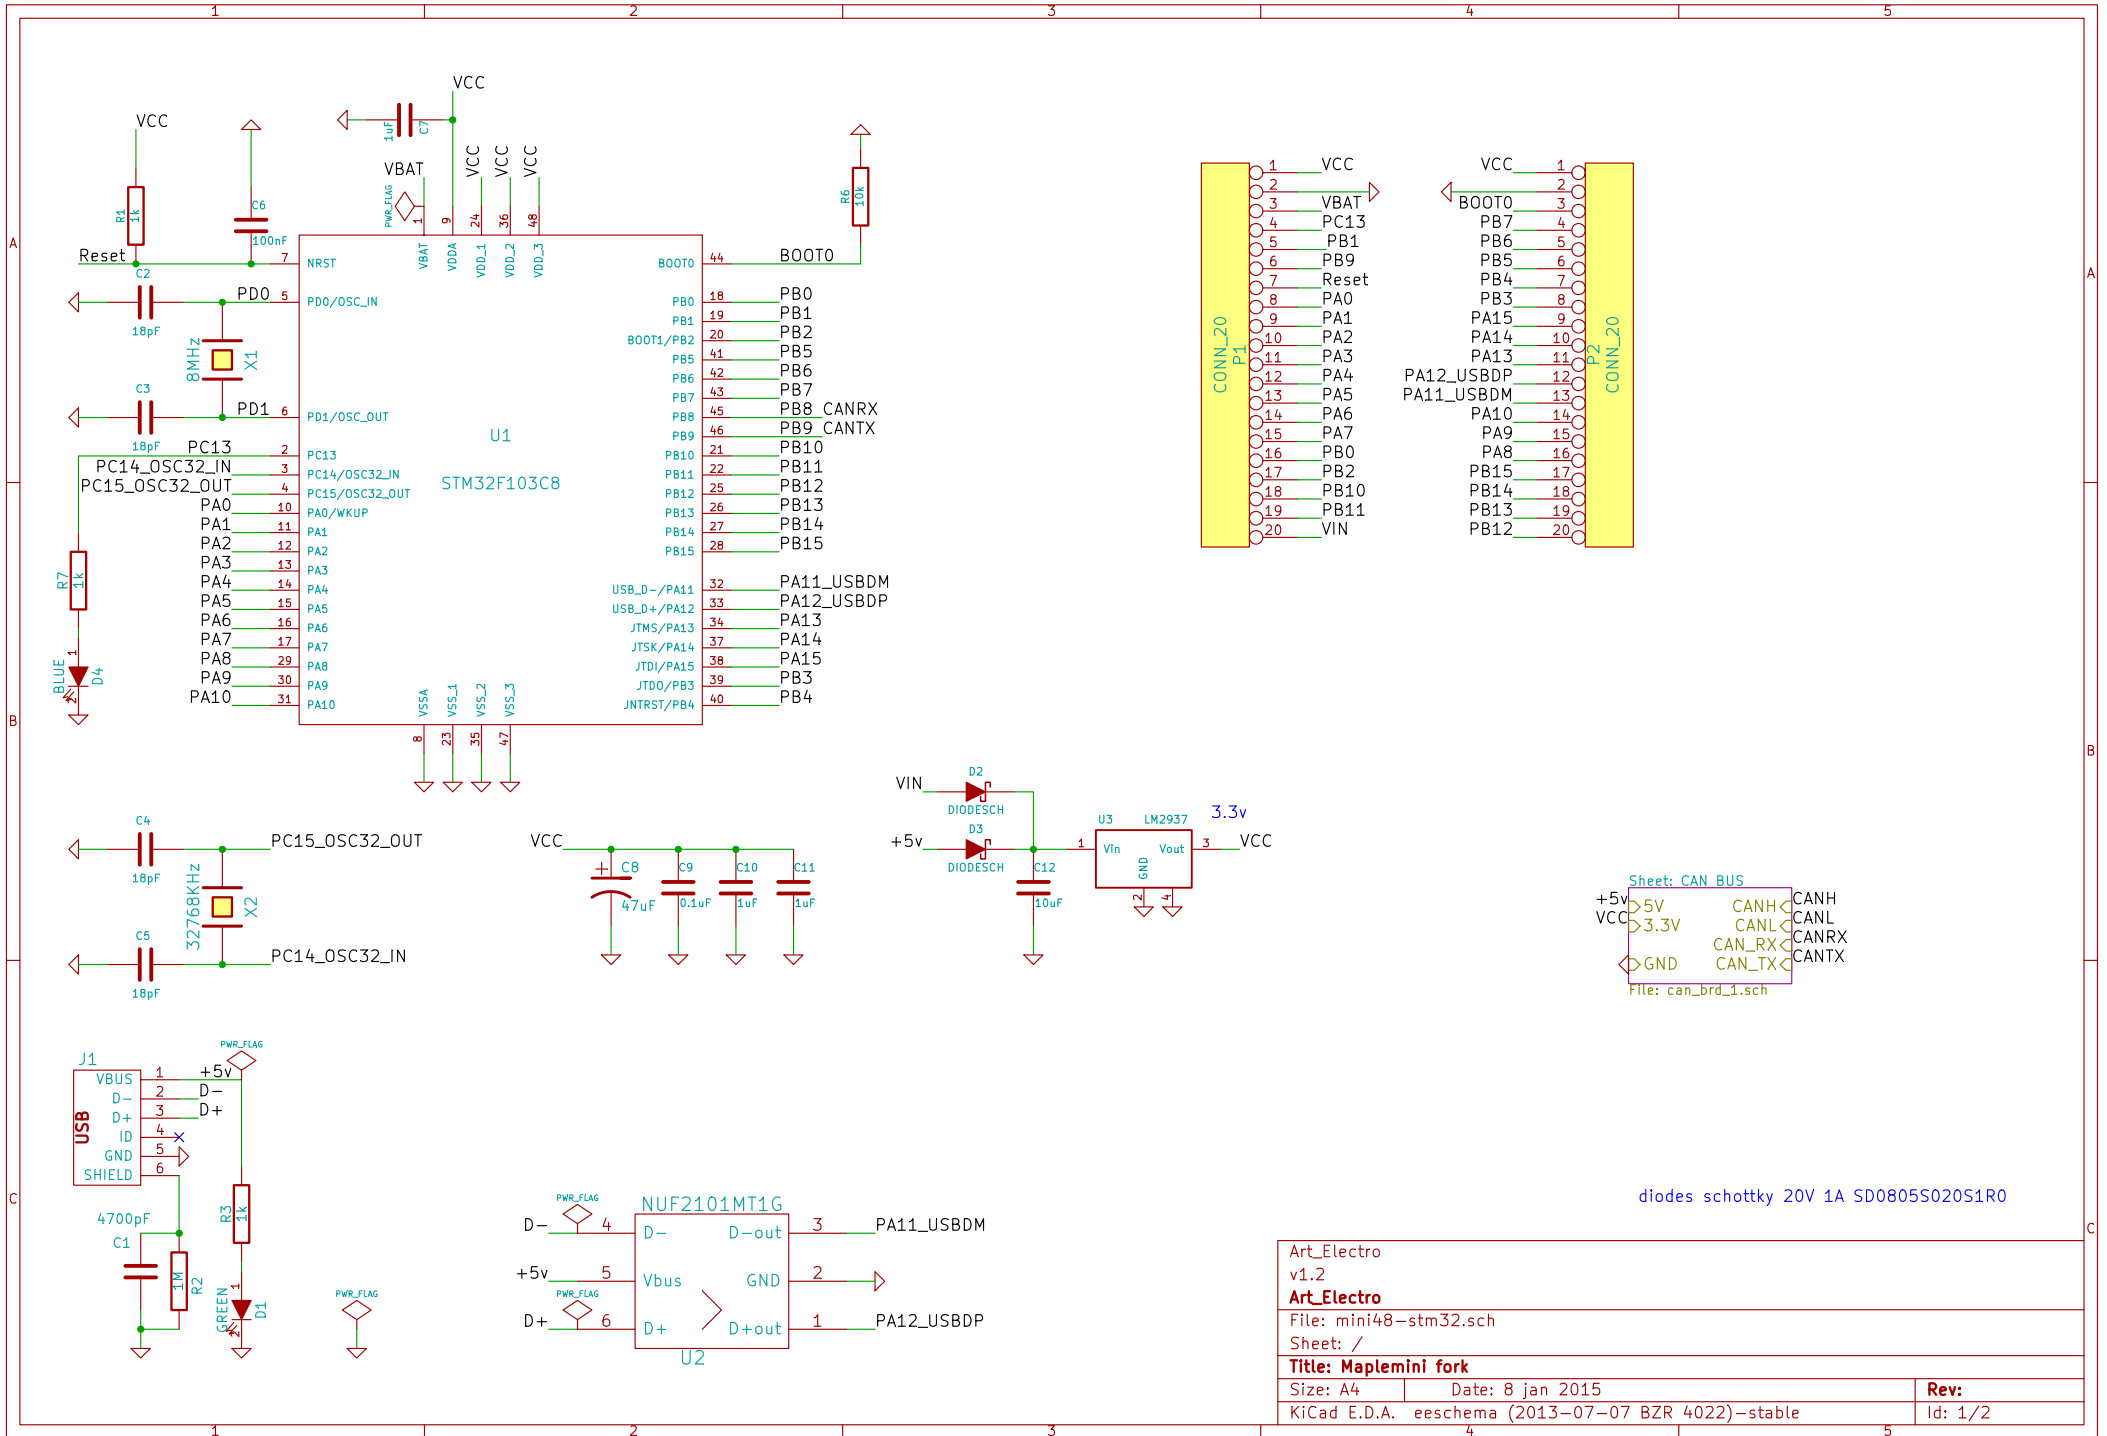 1 2 3 4 5
A
B
C
VCC
R1
1k
C6
100nF
Reset
C2
18pF
PD0
8MHz
X1
C3
18pF
PD1
PC13
PC14_OSC32_IN
PC15_OSC32_OUT
PA0
PA1
PA2
PA3
PA4
PA5
PA6
PA7
PA8
PA9
PA10
R7
1k
BLUE
D4
1
2
VCC
1uF
C7
VBAT
PWR_FLAG
VCC
VCC
VCC
1
9
24
36
48
VBAT
VDDA
VDD_1
VDD_2
VDD_3
7 NRST
5 PD0/OSC_IN
6 PD1/OSC_OUT
2 PC13
3 PC14/OSC32_IN
4 PC15/OSC32_OUT
10 PA0/WKUP
11 PA1
12 PA2
13 PA3
14 PA4
15 PA5
16 PA6
17 PA7
29 PA8
30 PA9
31 PA10
U1
STM32F103C8
VSSA
VSS_1
VSS_2
VSS_3
8
23
35
47
R6
10k
BOOT0 44 BOOT0
PB0 18 PB0
PB1 19 PB1
BOOT1/PB2 20 PB2
PB5 41 PB5
PB6 42 PB6
PB7 43 PB7
PB8 45 PB8 CANRX
PB9 46 PB9 CANTX
PB10 21 PB10
PB11 22 PB11
PB12 25 PB12
PB13 26 PB13
PB14 27 PB14
PB15 28 PB15
USB_D-/PA11 32 PA11_USBDM
USB_D+/PA12 33 PA12_USBDP
JTMS/PA13 34 PA13
JTSK/PA14 37 PA14
JTDI/PA15 38 PA15
JTDO/PB3 39 PB3
JNTRST/PB4 40 PB4
CONN_20
P1
1 VCC
2
3 VBAT
4 PC13
5 PB1
6 PB9
7 Reset
8 PA0
9 PA1
10 PA2
11 PA3
12 PA4
13 PA5
14 PA6
15 PA7
16 PB0
17 PB2
18 PB10
19 PB11
20 VIN
VCC 1
2
BOOT0 3
PB7 4
PB6 5
PB5 6
PB4 7
PB3 8
PA15 9
PA14 10
PA13 11
PA12_USBDP 12
PA11_USBDM 13
PA10 14
PA9 15
PA8 16
PB15 17
PB14 18
PB13 19
PB12 20
P2
CONN_20
C4
18pF
PC15_OSC32_OUT
32768KHz
X2
C5
18pF
PC14_OSC32_IN
VCC
C8
47uF
C9
0.1uF
C10
1uF
C11
1uF
VIN
D2
DIODESCH
+5v
D3
DIODESCH
C12
10uF
U3 LM2937
3.3v
1 Vin Vout 3 VCC
GND
2
4
Sheet: CAN BUS
+5v 5V CANH CANH
VCC 3.3V CANL CANL
CAN_RX CANRX
GND CAN_TX CANTX
File: can_brd_1.sch
PWR_FLAG
J1
USB
VBUS 1 +5v
D- 2 D-
D+ 3 D+
ID 4
GND 5
SHIELD 6
4700pF
C1
1M
R2
R3
1k
GREEN
D1
1
2
PWR_FLAG
NUF2101MT1G
PWR_FLAG
D- 4 D- D-out 3 PA11_USBDM
+5v 5 Vbus GND 2
PWR_FLAG
D+ 6 D+ D+out 1 PA12_USBDP
U2
diodes schottky 20V 1A SD0805S020S1R0
Art_Electro
v1.2
Art_Electro
File: mini48-stm32.sch
Sheet: /
Title: Maplemini fork
Size: A4 Date: 8 jan 2015 Rev:
KiCad E.D.A. eeschema (2013-07-07 BZR 4022)-stable Id: 1/2
A
B
C
1 2 3 4 5